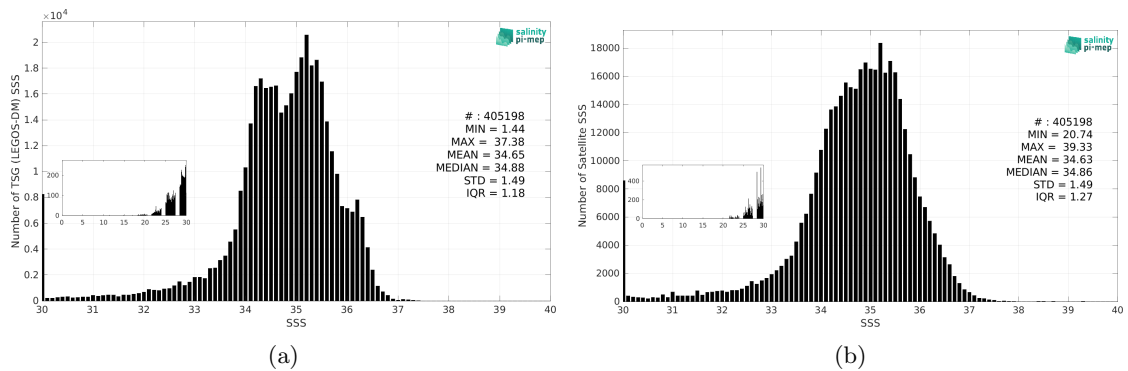 ×10⁴
2
1.8
1.6
1.4
1.2
1
0.8
0.6
0.4
0.2
0
Number of TSG (LEGOS-DM) SSS
salinity
pi-mep
# : 405198
MIN = 1.44
MAX = 37.38
MEAN = 34.65
MEDIAN = 34.88
STD = 1.49
IQR = 1.18
200
100
0
0 5 10 15 20 25 30
30 31 32 33 34 35 36 37 38 39 40
SSS
(a)
18000
16000
14000
12000
10000
8000
6000
4000
2000
0
Number of Satellite SSS
salinity
pi-mep
# : 405198
MIN = 20.74
MAX = 39.33
MEAN = 34.63
MEDIAN = 34.86
STD = 1.49
IQR = 1.27
400
200
0
0 5 10 15 20 25 30
30 31 32 33 34 35 36 37 38 39 40
SSS
(b)